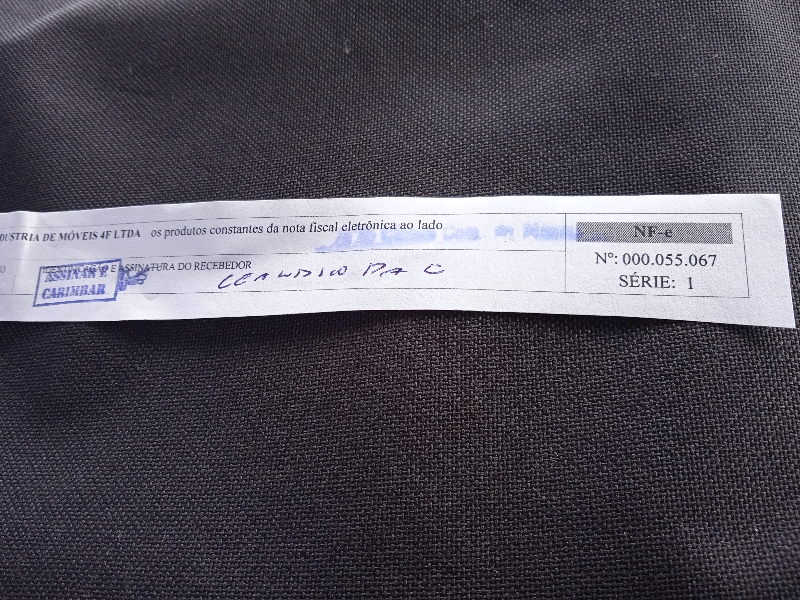 DUSTRIA DE MÓVEIS 4F LTDA os produtos constantes da nota fiscal eletrônica ao lado
IDENTIFICAÇÃO E ASSINATURA DO RECEBEDOR
ASSINAR E
CARIMBAR
NF-e
Nº: 000.055.067
SÉRIE: 1